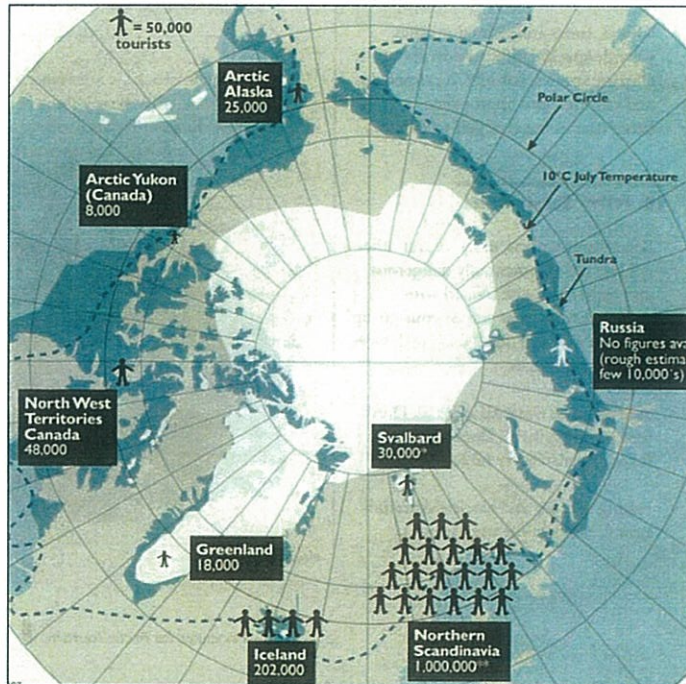 = 50,000
tourists
Arctic
Alaska
25,000
Polar Circle
10°C July Temperature
Arctic Yukon
(Canada)
8,000
Tundra
Russia
No figures ava
(rough estima
few 10,000's)
North West
Territories
Canada
48,000
Svalbard
30,000*
Greenland
18,000
Iceland
202,000
Northern
Scandinavia
1,000,000**